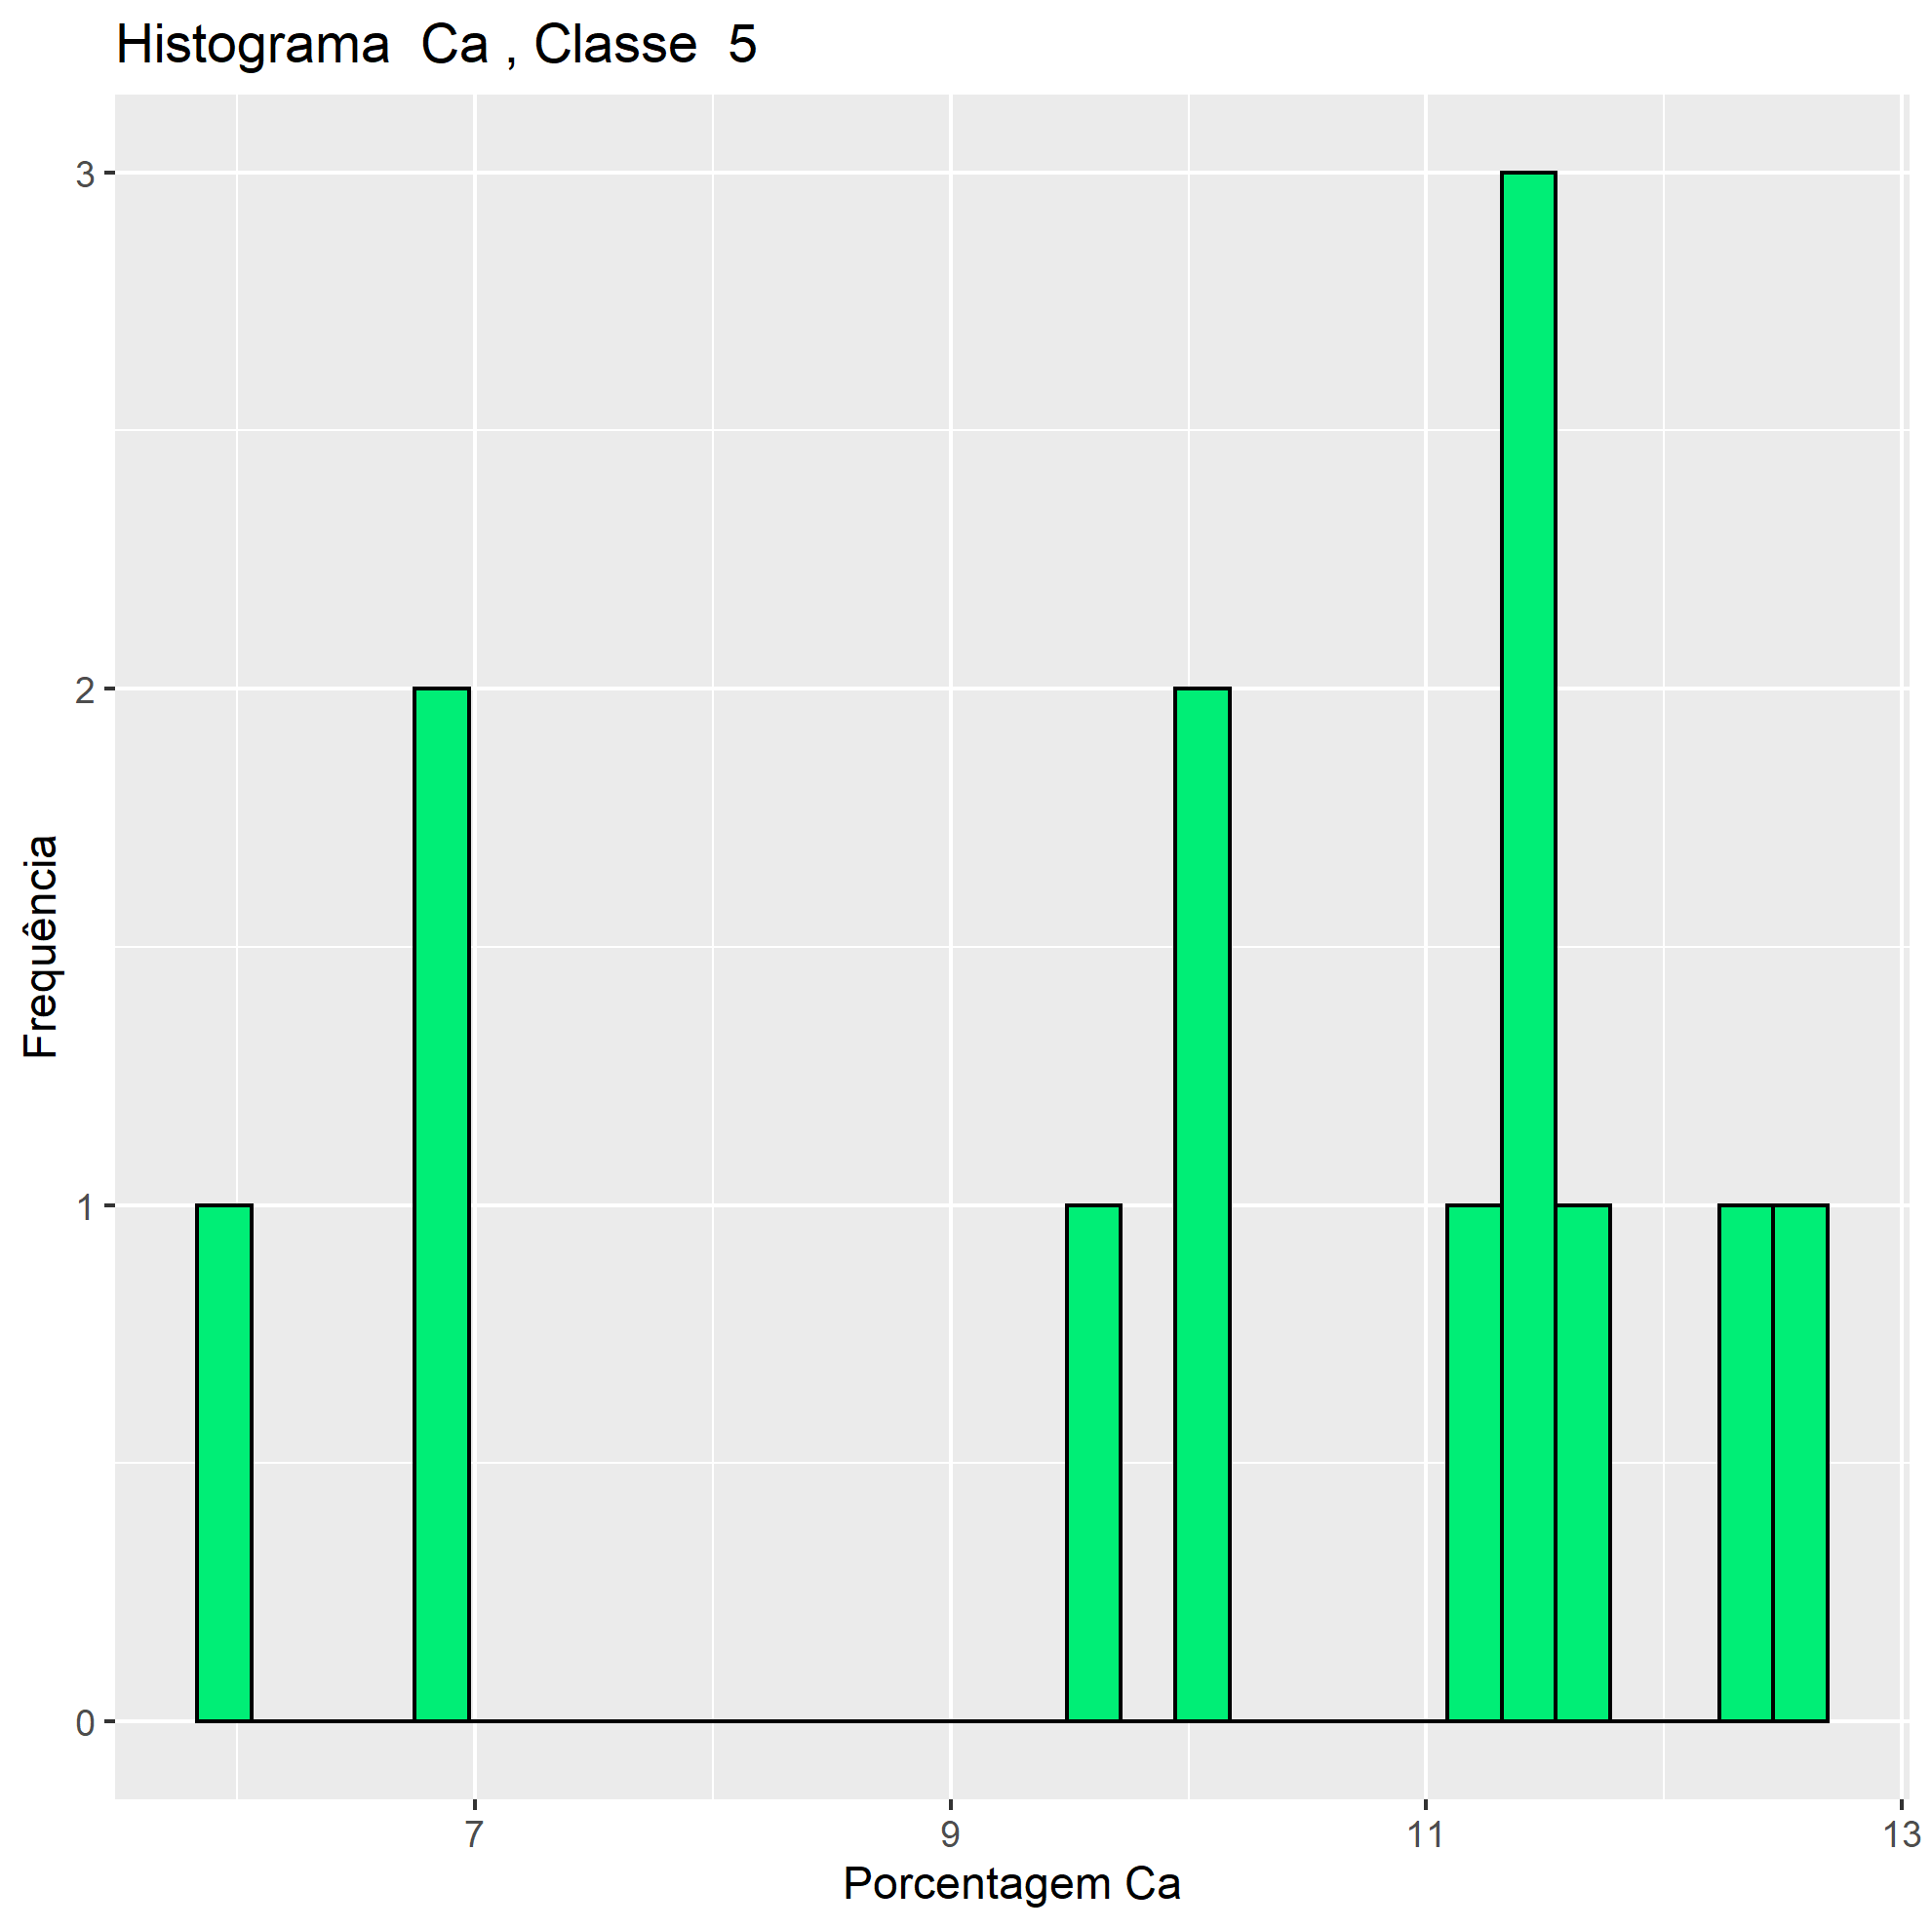 Histograma  Ca , Classe  5
Frequência
3
2
1
0
7 9 11 13
Porcentagem Ca